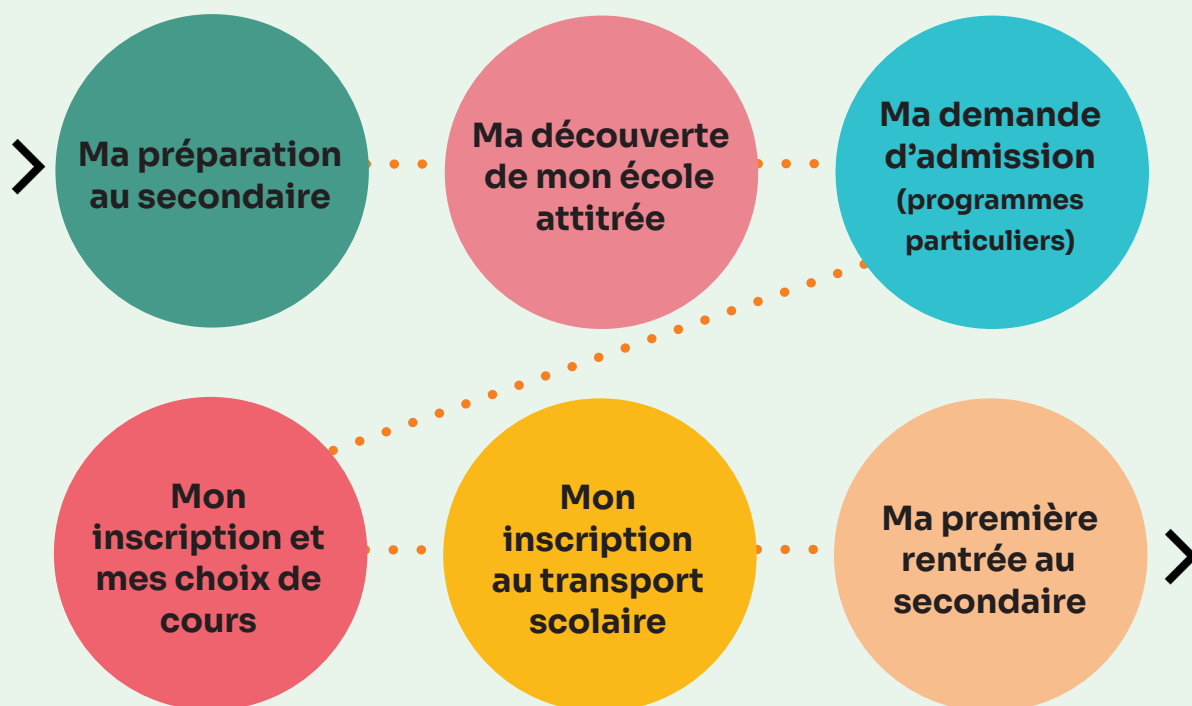 Ma préparation
au secondaire
Ma découverte
de mon école
attitrée
Ma demande
d’admission
(programmes
particuliers)
Mon
inscription et
mes choix de
cours
Mon
inscription
au transport
scolaire
Ma première
rentrée au
secondaire